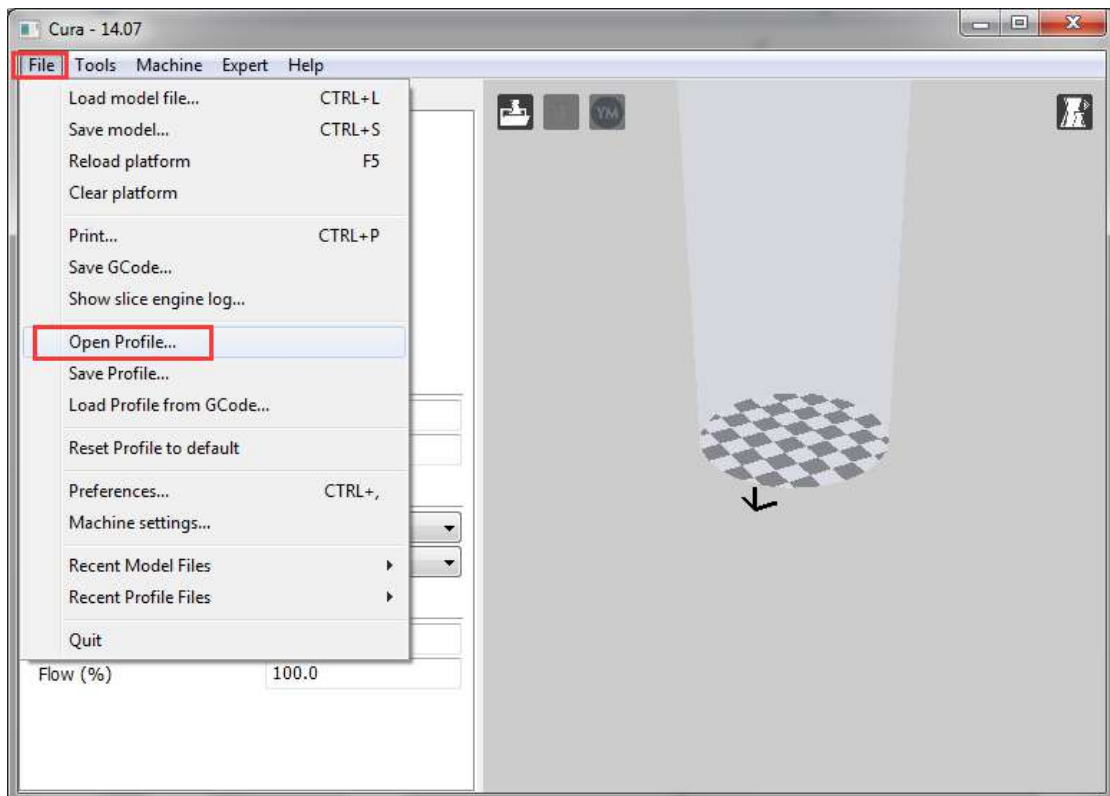 Cura - 14.07
File Tools Machine Expert Help
Load model file... CTRL+L
Save model... CTRL+S
Reload platform F5
Clear platform
Print... CTRL+P
Save GCode...
Show slice engine log...
Open Profile...
Save Profile...
Load Profile from GCode...
Reset Profile to default
Preferences... CTRL+,
Machine settings...
Recent Model Files
Recent Profile Files
Quit
Flow (%) 100.0
YM